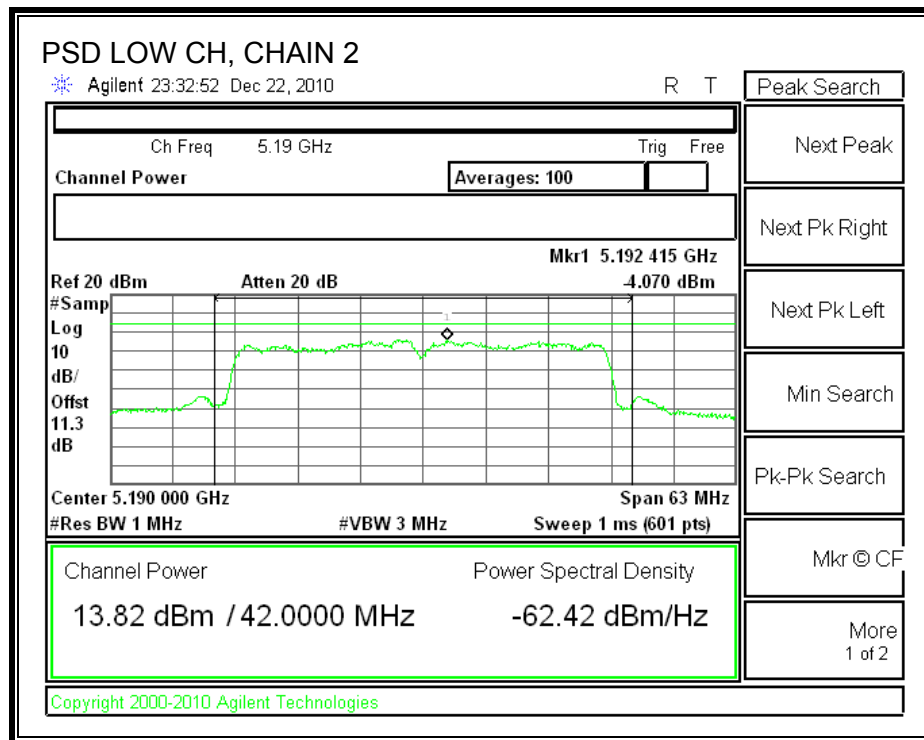 PSD LOW CH, CHAIN 2
Agilent 23:32:52 Dec 22, 2010 R T
Peak Search
Ch Freq 5.19 GHz Trig Free
Channel Power Averages: 100
Mkr1 5.192 415 GHz
Ref 20 dBm Atten 20 dB -4.070 dBm
#Samp
Log
10
dB/
Offst
11.3
dB
1
Center 5.190 000 GHz Span 63 MHz
#Res BW 1 MHz #VBW 3 MHz Sweep 1 ms (601 pts)
Channel Power Power Spectral Density
13.82 dBm / 42.0000 MHz -62.42 dBm/Hz
Next Peak
Next Pk Right
Next Pk Left
Min Search
Pk-Pk Search
Mkr © CF
More
1 of 2
Copyright 2000-2010 Agilent Technologies